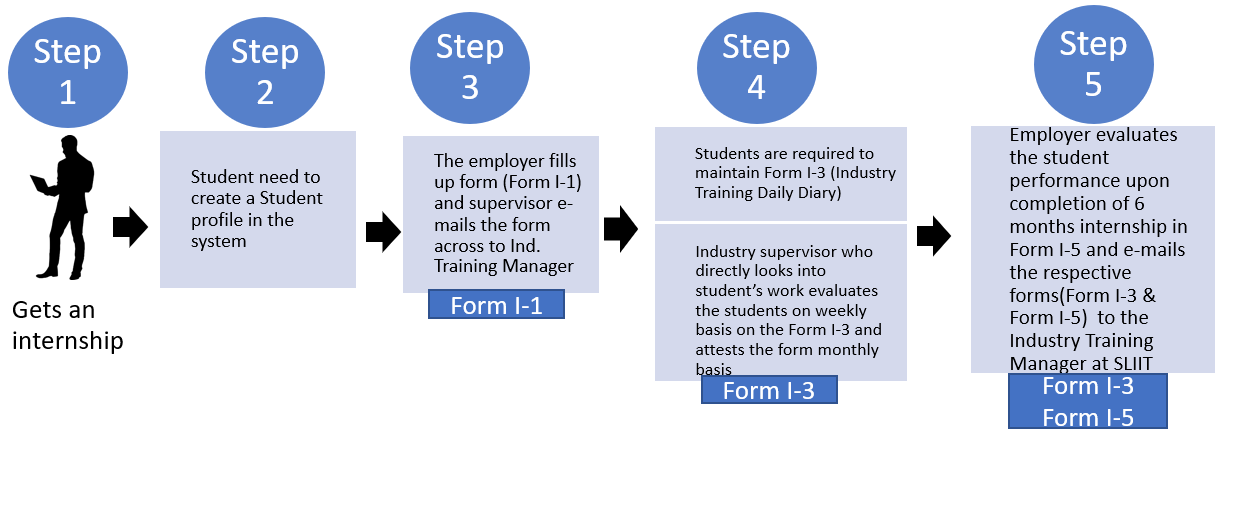 Step
1
Gets an
internship
Step
2
Student need to
create a Student
profile in the
system
Step
3
The employer fills
up form (Form I-1)
and supervisor e-
mails the form
across to Ind.
Training Manager
Form I-1
Step
4
Students are required to
maintain Form I-3 (Industry
Training Daily Diary)
Industry supervisor who
directly looks into
student’s work evaluates
the students on weekly
basis on the Form I-3 and
attests the form monthly
basis
Form I-3
Step
5
Employer evaluates
the student
performance upon
completion of 6
months internship in
Form I-5 and e-mails
the respective
forms(Form I-3 &
Form I-5)  to the
Industry Training
Manager at SLIIT
Form I-3
Form I-5